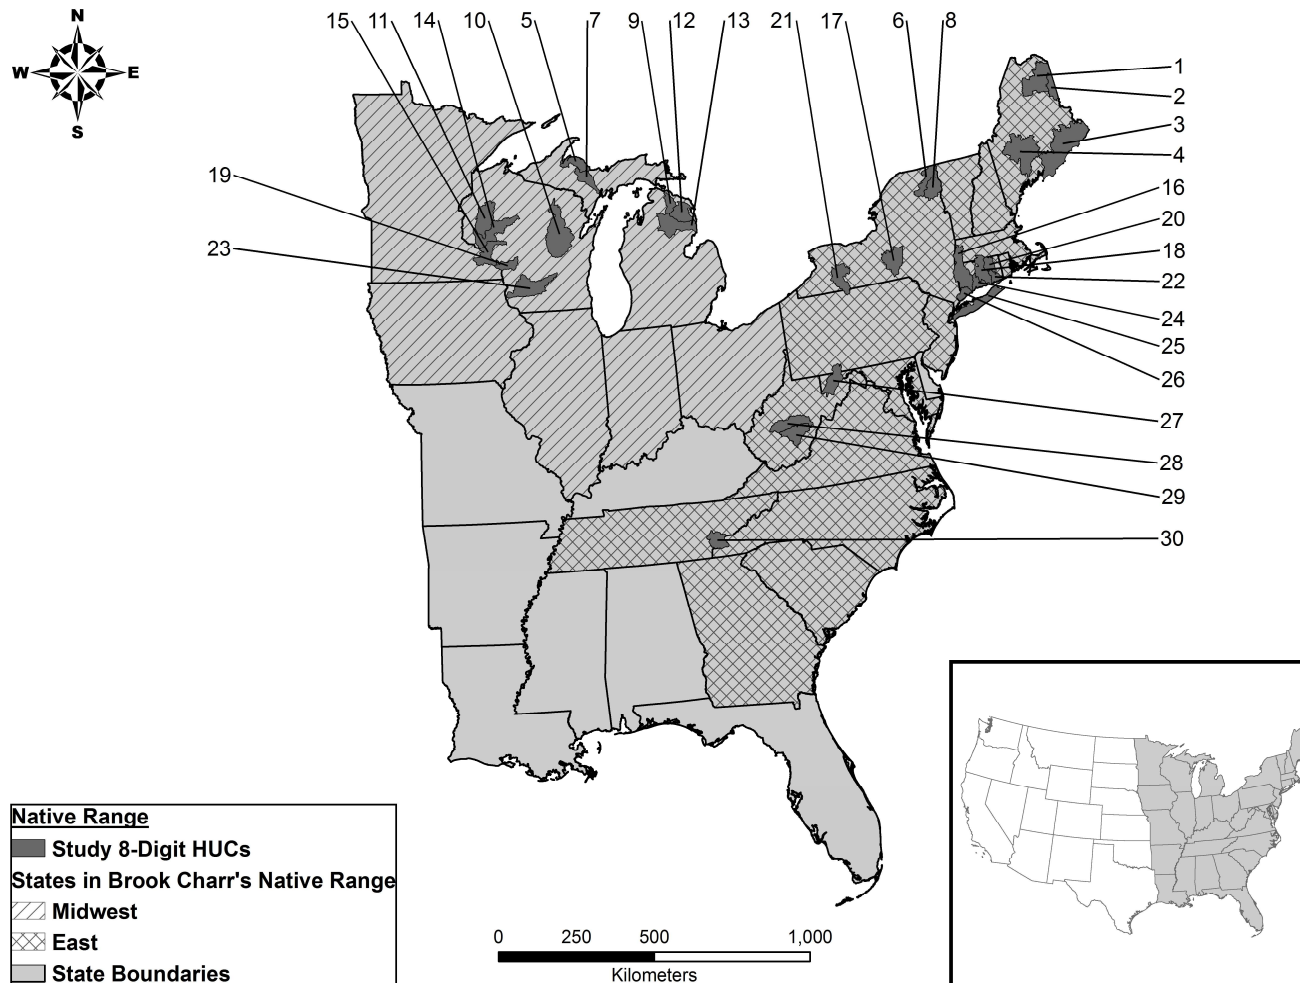 N
W E
S
15 11 14 10 5 7 9 12 13 21 17 6 8
1
2
3
4
16
19
20
23
18
22
24
25
26
27
28
29
30
Native Range
Study 8-Digit HUCs
States in Brook Charr's Native Range
Midwest
East
State Boundaries
0 250 500 1,000
Kilometers